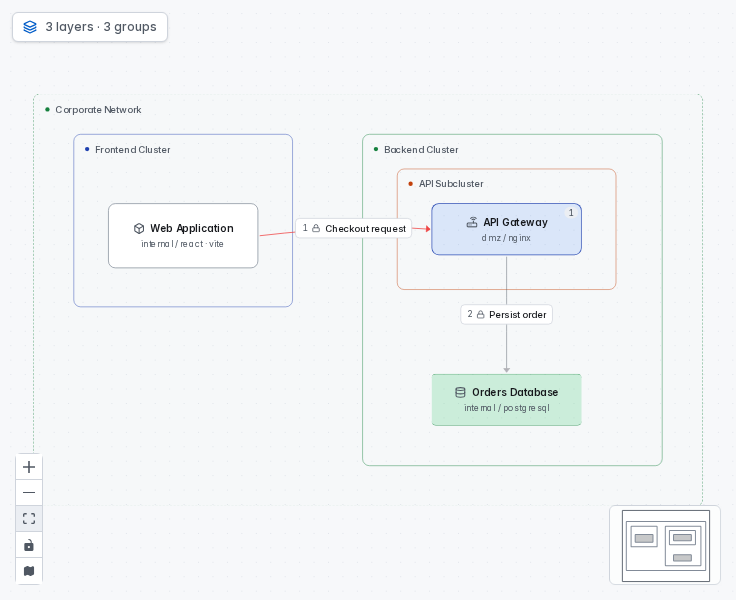 3 layers · 3 groups
Corporate Network
Frontend Cluster
Backend Cluster
API Subcluster
Web Application
internal / react · vite
1 Checkout request
API Gateway
1
dmz / nginx
2 Persist order
Orders Database
internal / postgresql